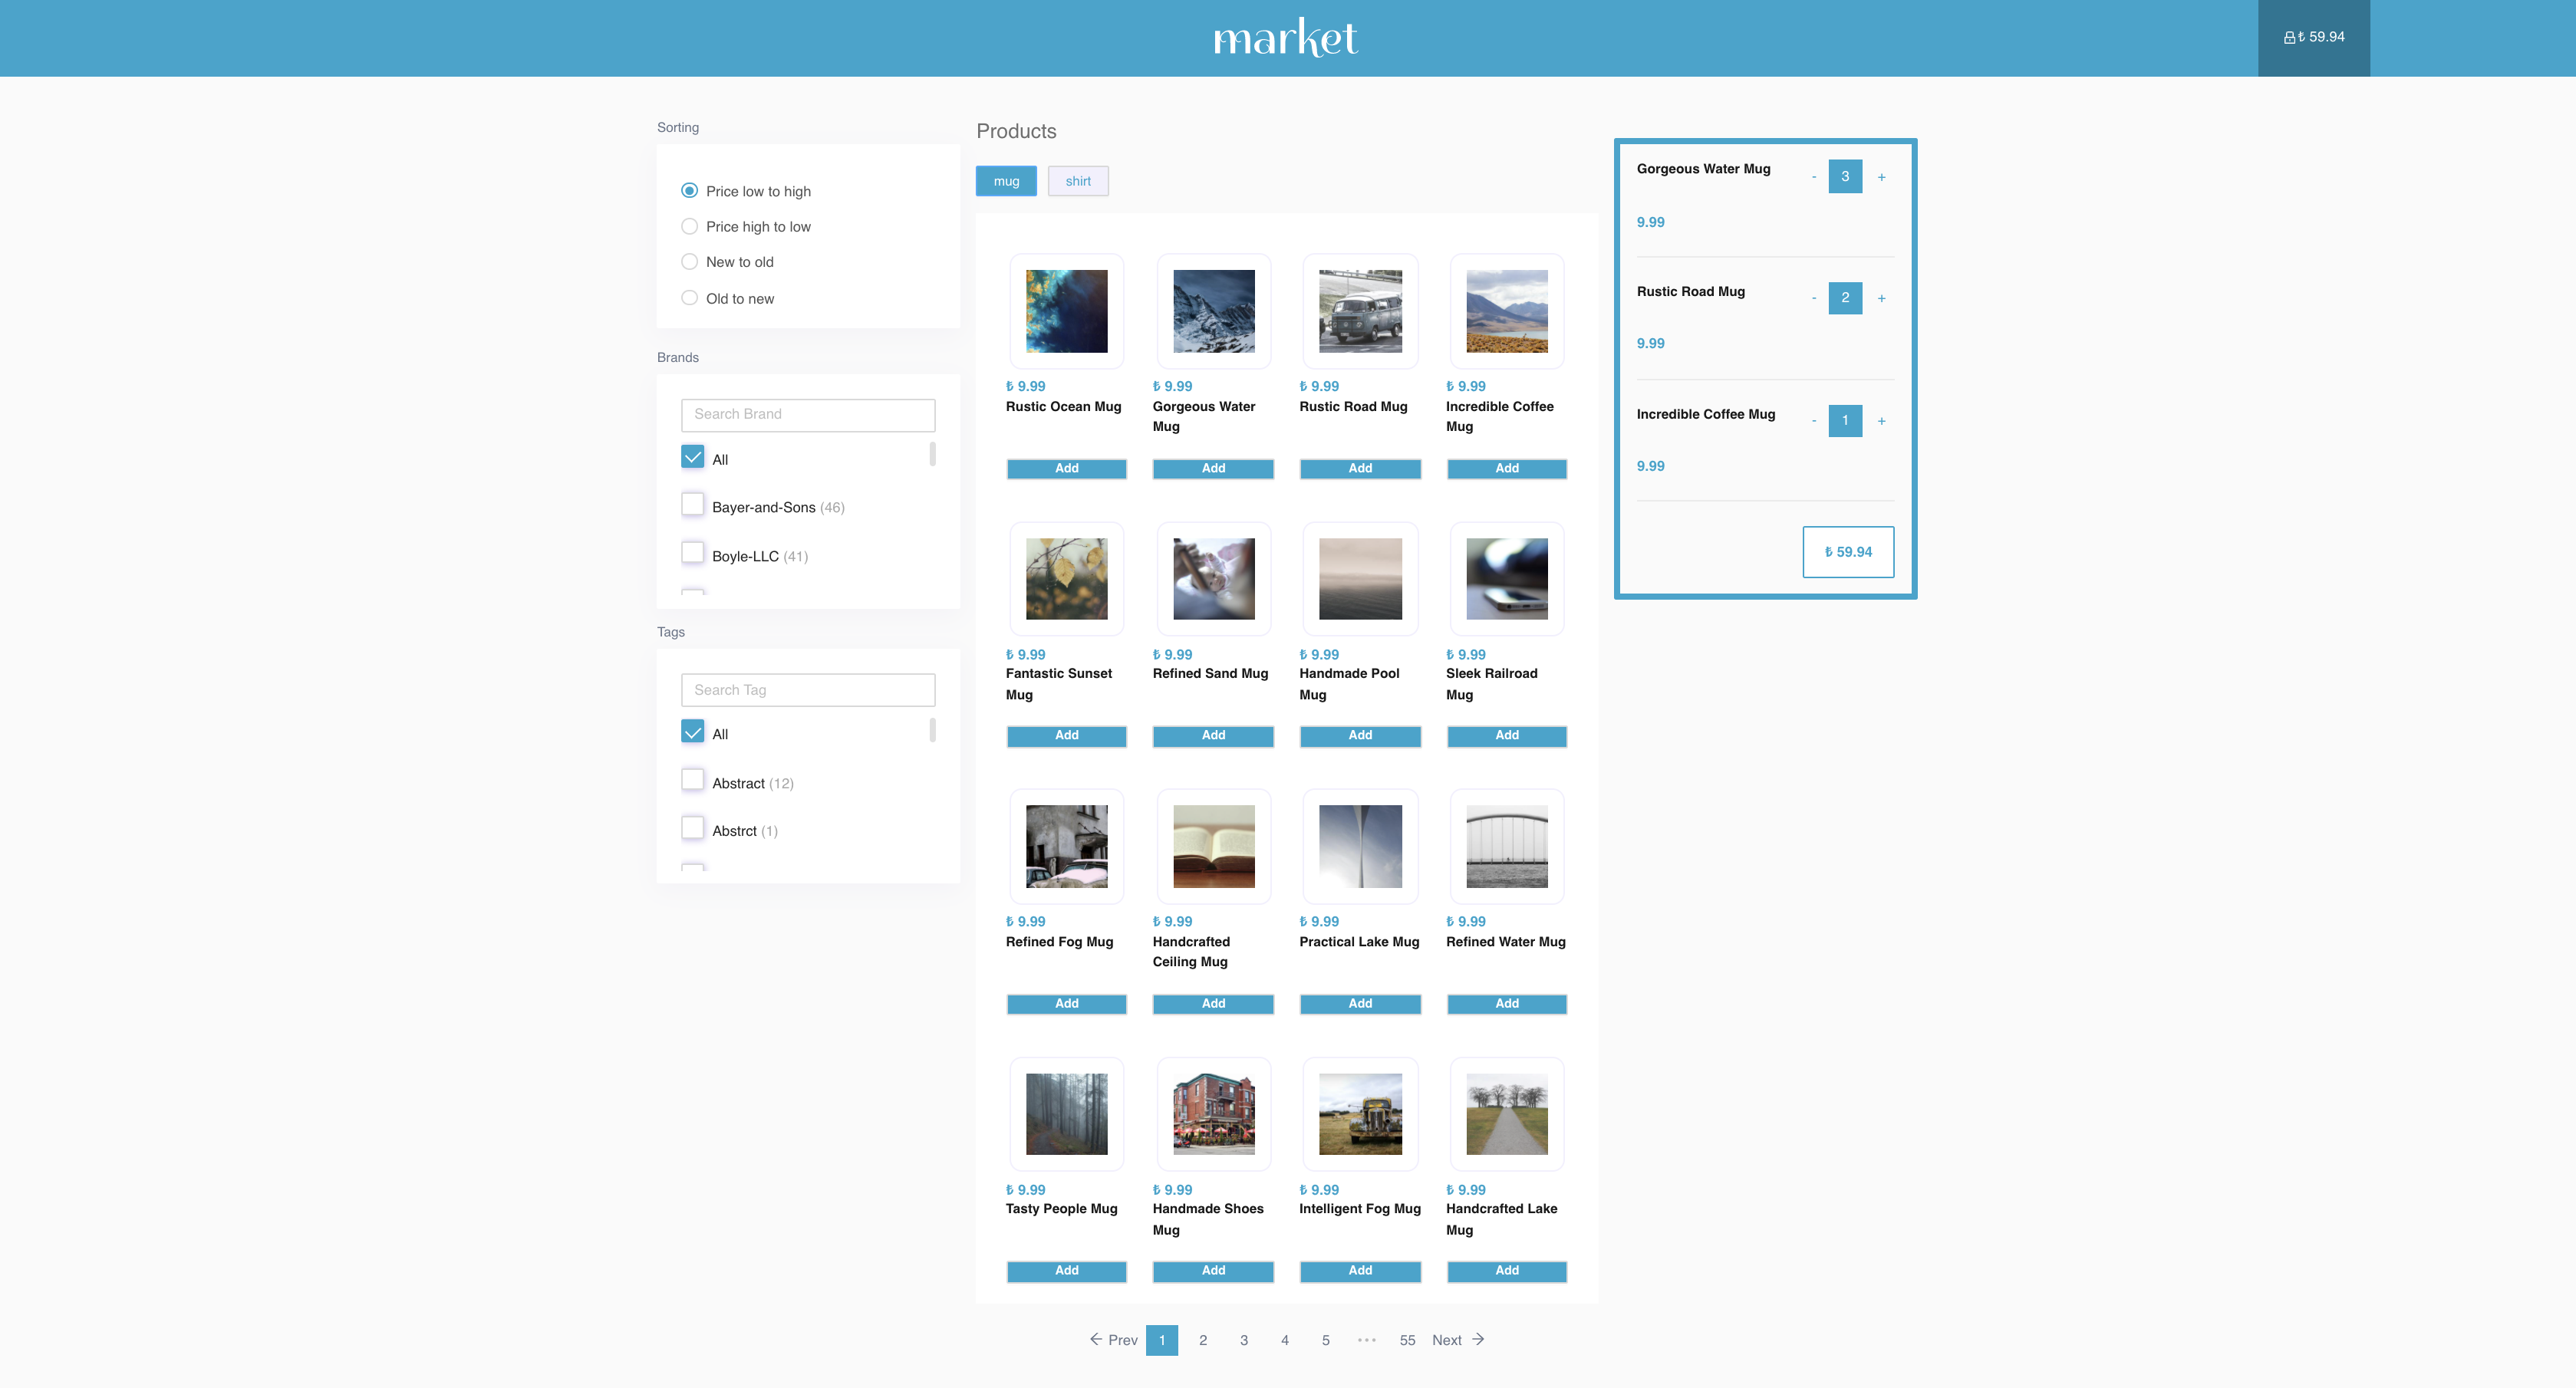 market
₺ 59.94
Sorting
Price low to high
Price high to low
New to old
Old to new
Brands
Search Brand
All
Bayer-and-Sons (46)
Boyle-LLC (41)
Tags
Search Tag
All
Abstract (12)
Abstrct (1)
Products
mug shirt
₺ 9.99
Rustic Ocean Mug
Add
₺ 9.99
Gorgeous Water
Mug
Add
₺ 9.99
Rustic Road Mug
Add
₺ 9.99
Incredible Coffee
Mug
Add
₺ 9.99
Fantastic Sunset
Mug
Add
₺ 9.99
Refined Sand Mug
Add
₺ 9.99
Handmade Pool
Mug
Add
₺ 9.99
Sleek Railroad
Mug
Add
₺ 9.99
Refined Fog Mug
Add
₺ 9.99
Handcrafted
Ceiling Mug
Add
₺ 9.99
Practical Lake Mug
Add
₺ 9.99
Refined Water Mug
Add
₺ 9.99
Tasty People Mug
Add
₺ 9.99
Handmade Shoes
Mug
Add
₺ 9.99
Intelligent Fog Mug
Add
₺ 9.99
Handcrafted Lake
Mug
Add
← Prev 1 2 3 4 5 ••• 55 Next →
Gorgeous Water Mug - 3 +
9.99
Rustic Road Mug - 2 +
9.99
Incredible Coffee Mug - 1 +
9.99
₺ 59.94